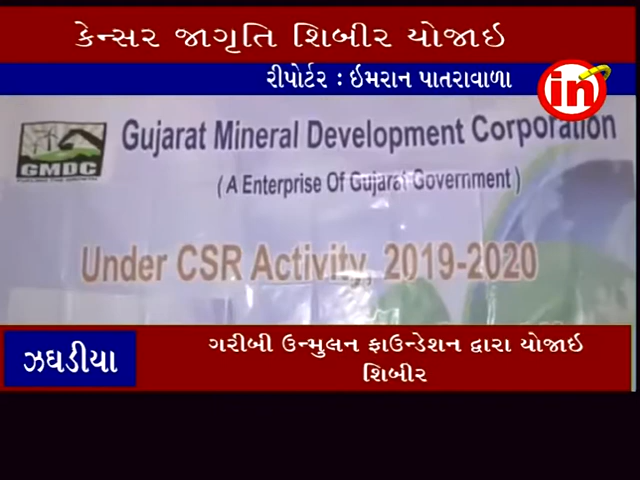 કેન્સર જાગૃતિ શિબીર યોજાઇ
રીપોર્ટર : ઇમરાન પાતરાવાળા
in
GMDC
Gujarat Mineral Development Corporation
( A Enterprise Of Gujarat Government )
Under CSR Activity, 2019-2020
ઝઘડીયા
ગરીબી ઉન્મુલન ફાઉન્ડેશન દ્વારા યોજાઇ
શિબીર